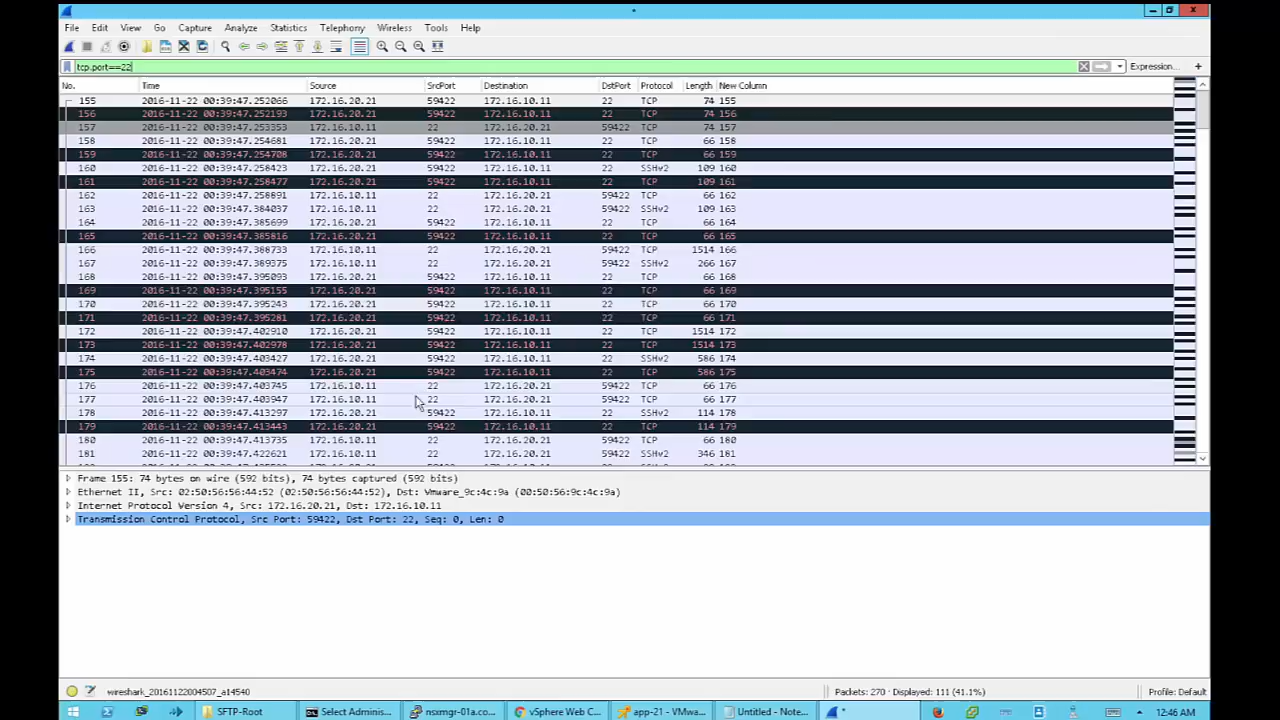 File Edit View Go Capture Analyze Statistics Telephony Wireless Tools Help
tcp.port==22 Expression... +
No. Time Source SrcPort Destination DstPort Protocol Length New Column
155 2016-11-22 00:39:47.252066 172.16.20.21 59422 172.16.10.11 22 TCP 74 155
156 2016-11-22 00:39:47.252193 172.16.20.21 59422 172.16.10.11 22 TCP 74 156
157 2016-11-22 00:39:47.253353 172.16.10.11 22 172.16.20.21 59422 TCP 74 157
158 2016-11-22 00:39:47.254681 172.16.20.21 59422 172.16.10.11 22 TCP 66 158
159 2016-11-22 00:39:47.254708 172.16.20.21 59422 172.16.10.11 22 TCP 66 159
160 2016-11-22 00:39:47.258423 172.16.20.21 59422 172.16.10.11 22 SSHv2 109 160
161 2016-11-22 00:39:47.258477 172.16.20.21 59422 172.16.10.11 22 TCP 109 161
162 2016-11-22 00:39:47.258891 172.16.10.11 22 172.16.20.21 59422 TCP 66 162
163 2016-11-22 00:39:47.384037 172.16.10.11 22 172.16.20.21 59422 SSHv2 109 163
164 2016-11-22 00:39:47.385699 172.16.20.21 59422 172.16.10.11 22 TCP 66 164
165 2016-11-22 00:39:47.385816 172.16.20.21 59422 172.16.10.11 22 TCP 66 165
166 2016-11-22 00:39:47.388733 172.16.10.11 22 172.16.20.21 59422 TCP 1514 166
167 2016-11-22 00:39:47.389375 172.16.10.11 22 172.16.20.21 59422 SSHv2 266 167
168 2016-11-22 00:39:47.395093 172.16.20.21 59422 172.16.10.11 22 TCP 66 168
169 2016-11-22 00:39:47.395155 172.16.20.21 59422 172.16.10.11 22 TCP 66 169
170 2016-11-22 00:39:47.395243 172.16.20.21 59422 172.16.10.11 22 TCP 66 170
171 2016-11-22 00:39:47.395281 172.16.20.21 59422 172.16.10.11 22 TCP 66 171
172 2016-11-22 00:39:47.402910 172.16.20.21 59422 172.16.10.11 22 TCP 1514 172
173 2016-11-22 00:39:47.402978 172.16.20.21 59422 172.16.10.11 22 TCP 1514 173
174 2016-11-22 00:39:47.403427 172.16.20.21 59422 172.16.10.11 22 SSHv2 586 174
175 2016-11-22 00:39:47.403474 172.16.20.21 59422 172.16.10.11 22 TCP 586 175
176 2016-11-22 00:39:47.403745 172.16.10.11 22 172.16.20.21 59422 TCP 66 176
177 2016-11-22 00:39:47.403947 172.16.10.11 22 172.16.20.21 59422 TCP 66 177
178 2016-11-22 00:39:47.413297 172.16.20.21 59422 172.16.10.11 22 SSHv2 114 178
179 2016-11-22 00:39:47.413443 172.16.20.21 59422 172.16.10.11 22 TCP 114 179
180 2016-11-22 00:39:47.413735 172.16.10.11 22 172.16.20.21 59422 TCP 66 180
181 2016-11-22 00:39:47.422621 172.16.10.11 22 172.16.20.21 59422 SSHv2 346 181
Frame 155: 74 bytes on wire (592 bits), 74 bytes captured (592 bits)
Ethernet II, Src: 02:50:56:56:44:52 (02:50:56:56:44:52), Dst: Vmware_9c:4c:9a (00:50:56:9c:4c:9a)
Internet Protocol Version 4, Src: 172.16.20.21, Dst: 172.16.10.11
Transmission Control Protocol, Src Port: 59422, Dst Port: 22, Seq: 0, Len: 0
wireshark_20161122004507_a14540 Packets: 270 · Displayed: 111 (41.1%) Profile: Default
SFTP-Root Select Adminis... nsxmgr-01a.co... vSphere Web C... app-21 - VMwa... Untitled - Note... * 12:46 AM